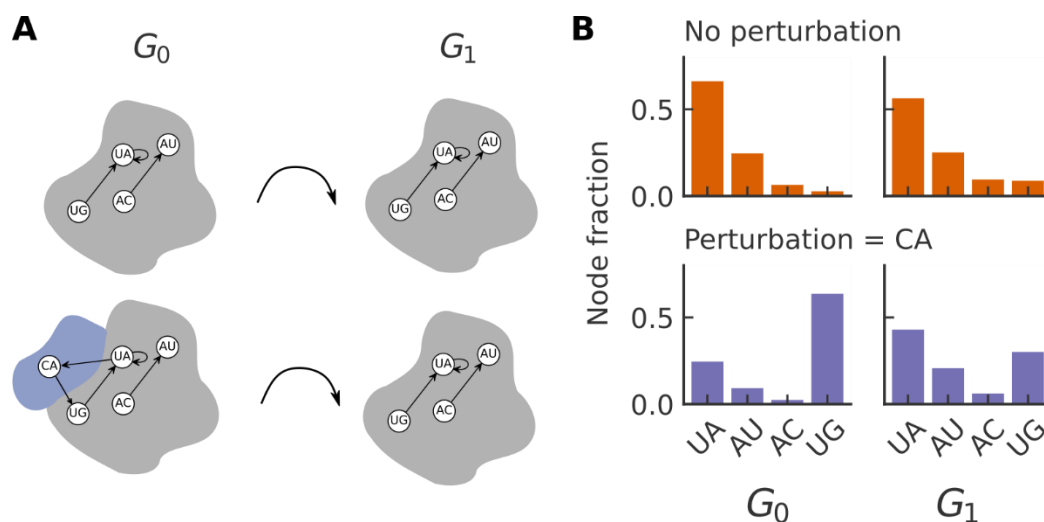 A
G0
G1
UA
AU
UG
AC
UA
AU
UG
AC
CA
UA
AU
UG
AC
UA
AU
UG
AC
B
No perturbation
0.5
0.0
Perturbation = CA
0.5
0.0
Node fraction
UA AU AC UG
UA AU AC UG
G0
G1